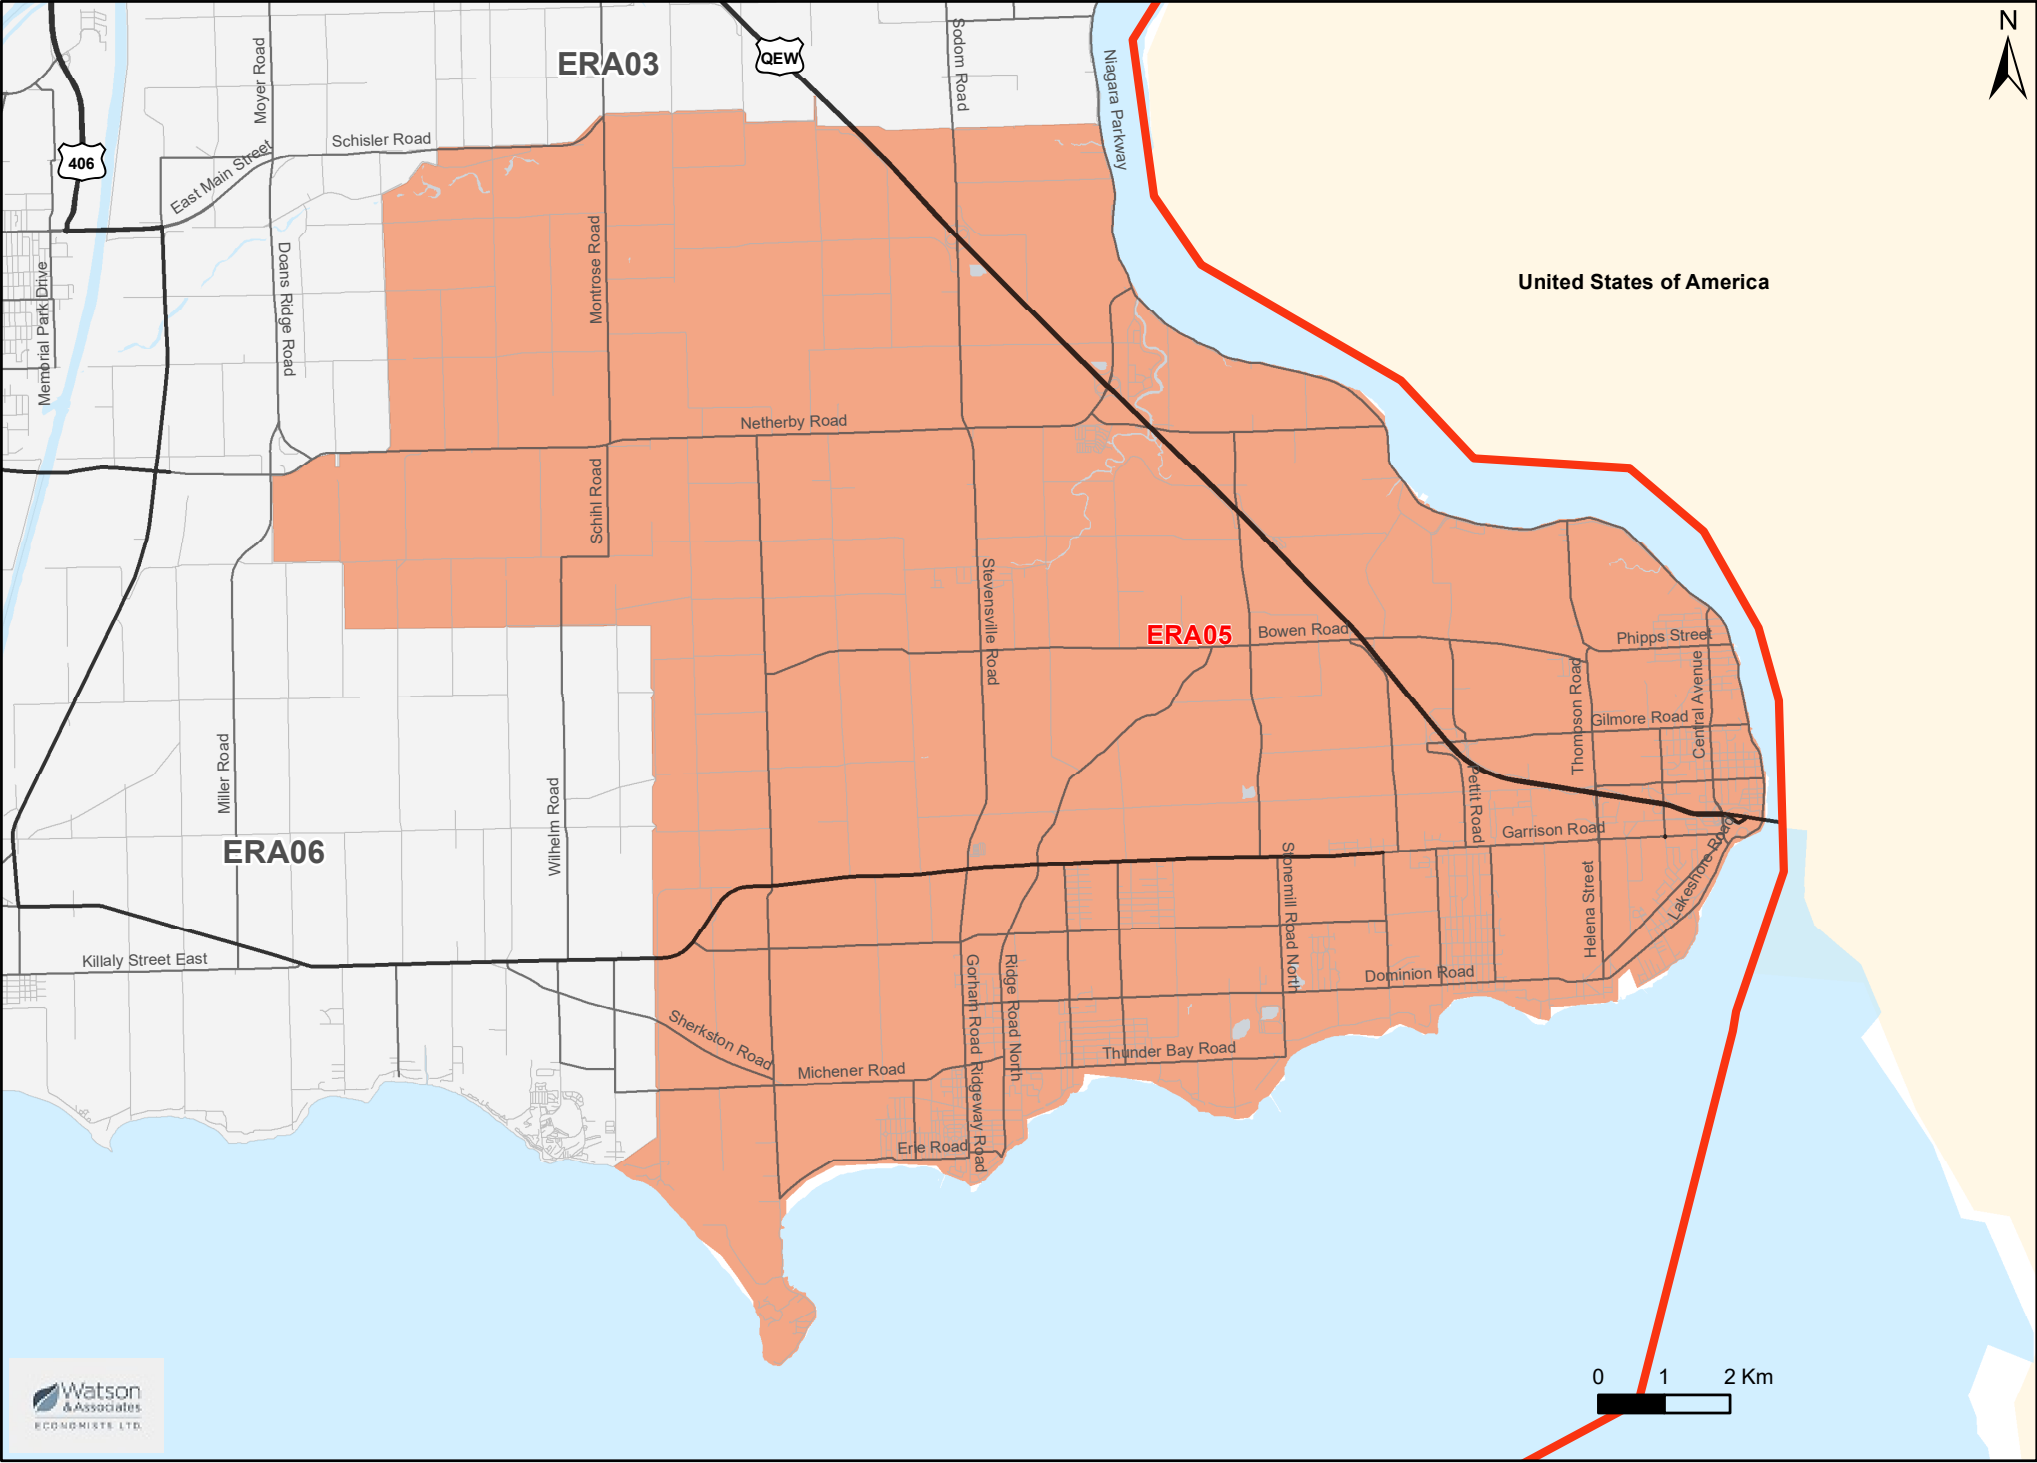 N
ERA03
QEW
Sodom Road
Niagara Parkway
Moyer Road
Schisler Road
East Main Street
406
Montrose Road
Doans Ridge Road
Memorial Park Drive
United States of America
Netherby Road
Schihl Road
Stevensville Road
ERA05
Bowen Road
Phipps Street
Thompson Road
Central Avenue
Gilmore Road
Miller Road
Wilhelm Road
Pettit Road
Garrison Road
ERA06
Stonemill Road North
Helena Street
Lakeshore Road
Killaly Street East
Gorham Road
Ridge Road North
Dominion Road
Sherkston Road
Thunder Bay Road
Michener Road
Ridgeway Road
Erie Road
0 1 2 Km
Watson
& Associates
ECONOMISTS LTD.